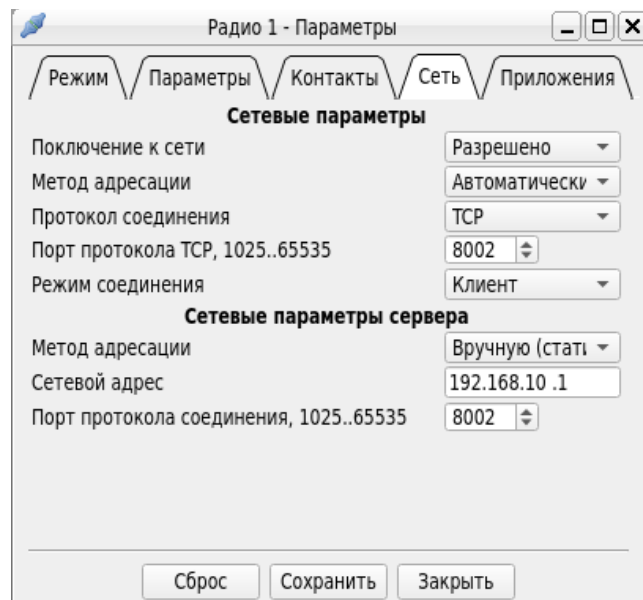 Радио 1 - Параметры
Режим Параметры Контакты Сеть Приложения
Сетевые параметры
Поключение к сети Разрешено
Метод адресации Автоматически
Протокол соединения TCP
Порт протокола TCP, 1025..65535 8002
Режим соединения Клиент
Сетевые параметры сервера
Метод адресации Вручную (стати
Сетевой адрес 192.168.10 .1
Порт протокола соединения, 1025..65535 8002
Сброс Сохранить Закрыть